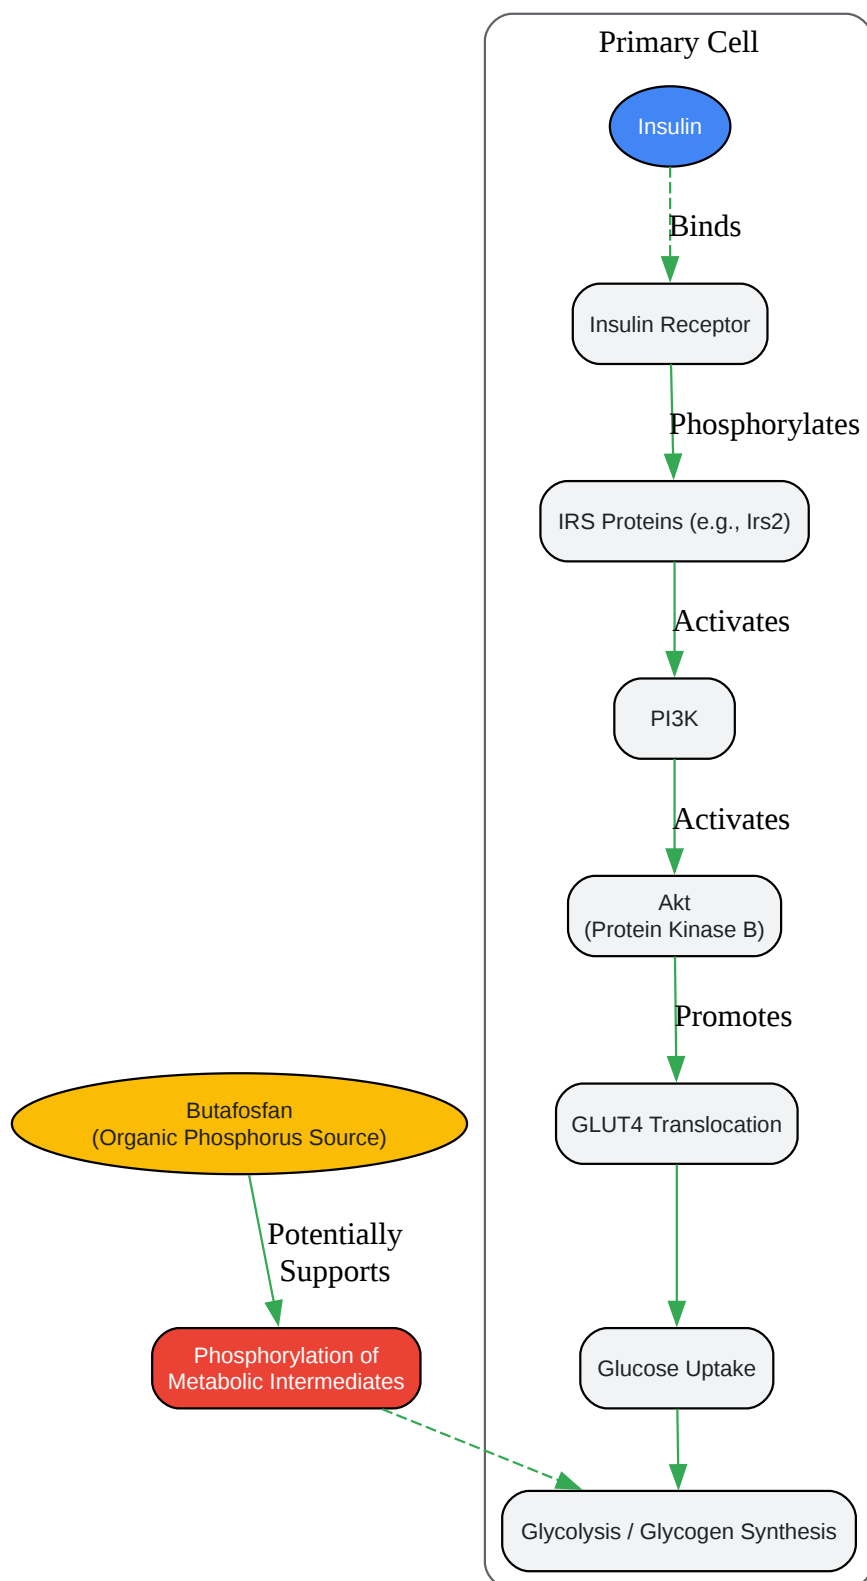 Primary Cell
Insulin
Binds
Insulin Receptor
Phosphorylates
IRS Proteins (e.g., Irs2)
Activates
PI3K
Activates
Akt
(Protein Kinase B)
Promotes
GLUT4 Translocation
Butafosfan
(Organic Phosphorus Source)
Potentially
Supports
Phosphorylation of
Metabolic Intermediates
Glucose Uptake
Glycolysis / Glycogen Synthesis